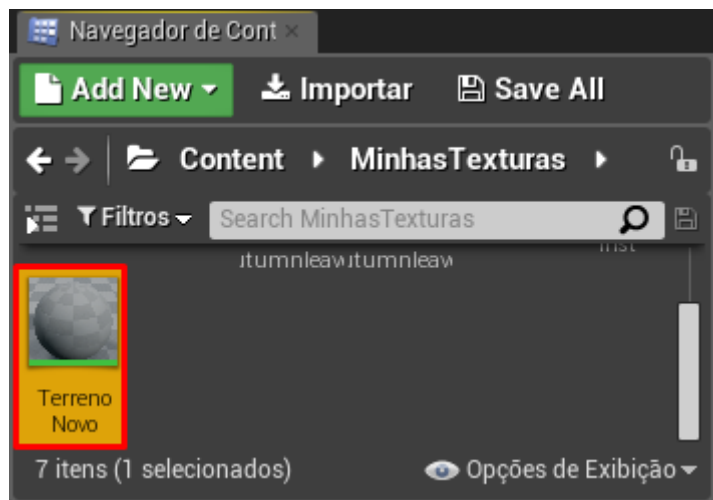 Navegador de Cont
Add New Importar Save All
Content MinhasTexturas
Filtros Search MinhasTexturas
Terreno
Novo
7 itens (1 selecionados) Opções de Exibição